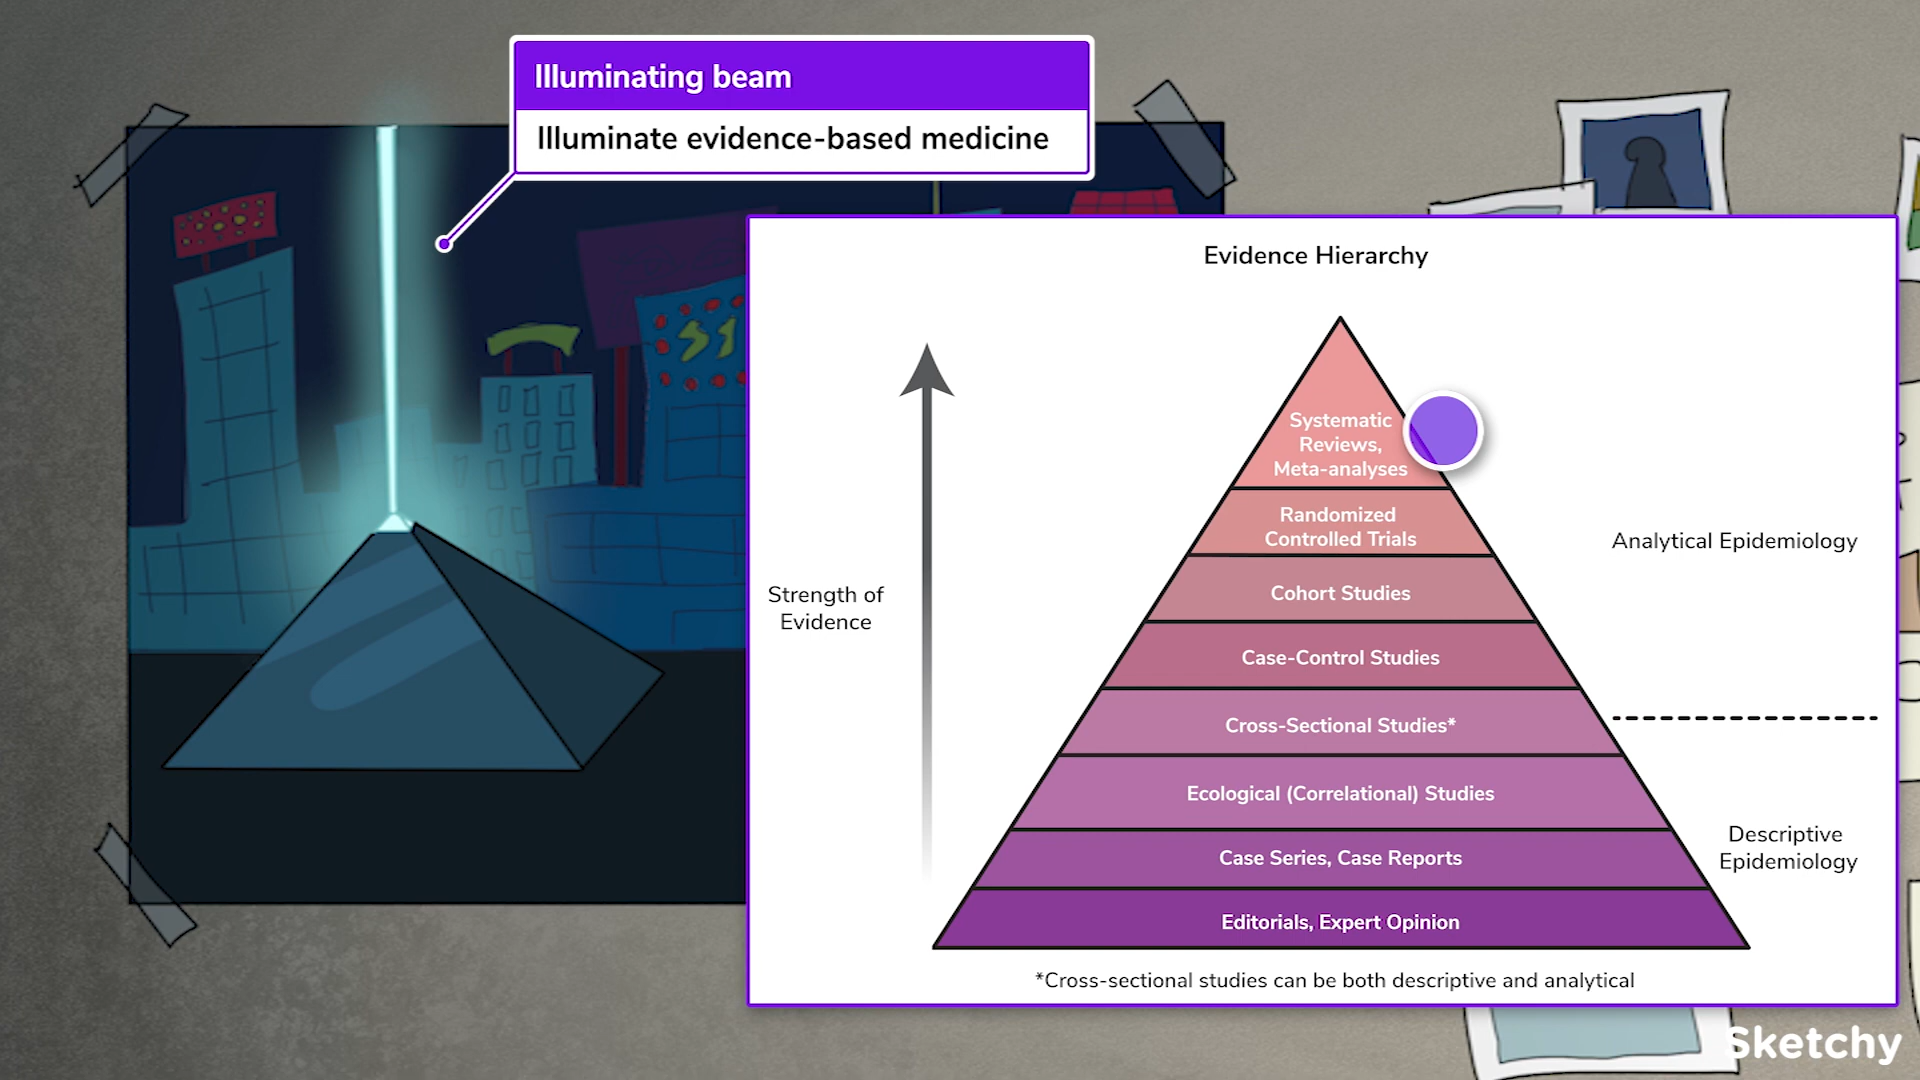 Illuminating beam
Illuminate evidence-based medicine
Evidence Hierarchy
Strength of
Evidence
Systematic
Reviews,
Meta-analyses
Randomized
Controlled Trials
Cohort Studies
Case-Control Studies
Cross-Sectional Studies*
Ecological (Correlational) Studies
Case Series, Case Reports
Editorials, Expert Opinion
Analytical Epidemiology
Descriptive
Epidemiology
*Cross-sectional studies can be both descriptive and analytical
Sketchy